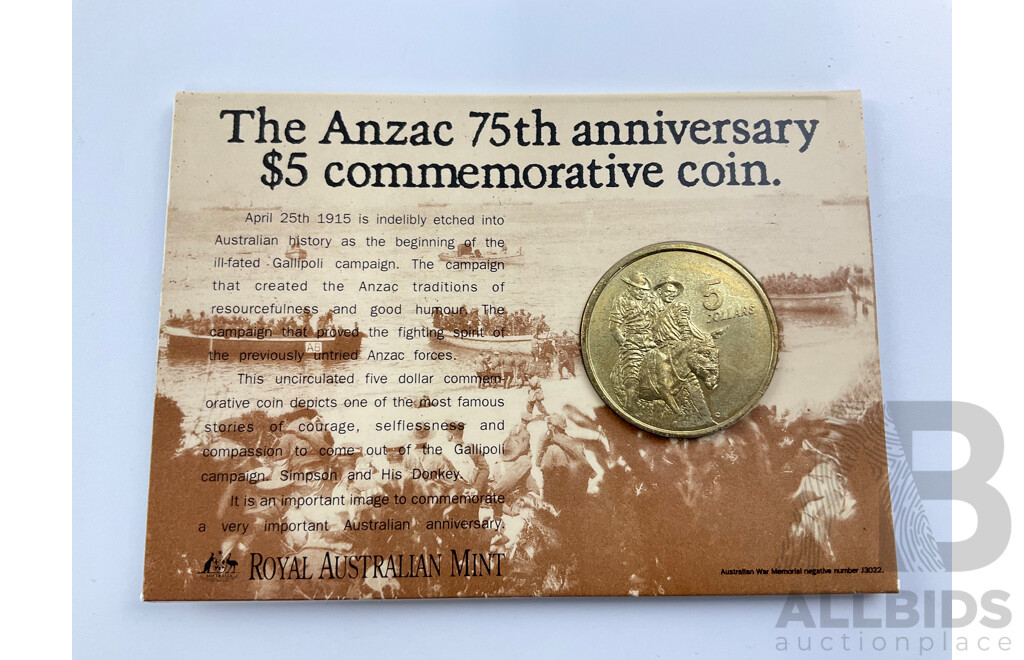 The Anzac 75th anniversary
$5 commemorative coin.
April 25th 1915 is indelibly etched into
Australian history as the beginning of the
ill-fated Gallipoli campaign. The campaign
that created the Anzac traditions of
resourcefulness and good humour. The
campaign that proved the fighting spirit of
the previously untried Anzac forces.
This uncirculated five dollar commem-
orative coin depicts one of the most famous
stories of courage, selflessness and
compassion to come out of the Gallipoli
campaign. Simpson and His Donkey.
It is an important image to commemorate
a very important Australian anniversary.
ROYAL AUSTRALIAN MINT
5
DOLLARS
A6
Australian War Memorial negative number J3022.
AB
ALLBIDS
auctionplace